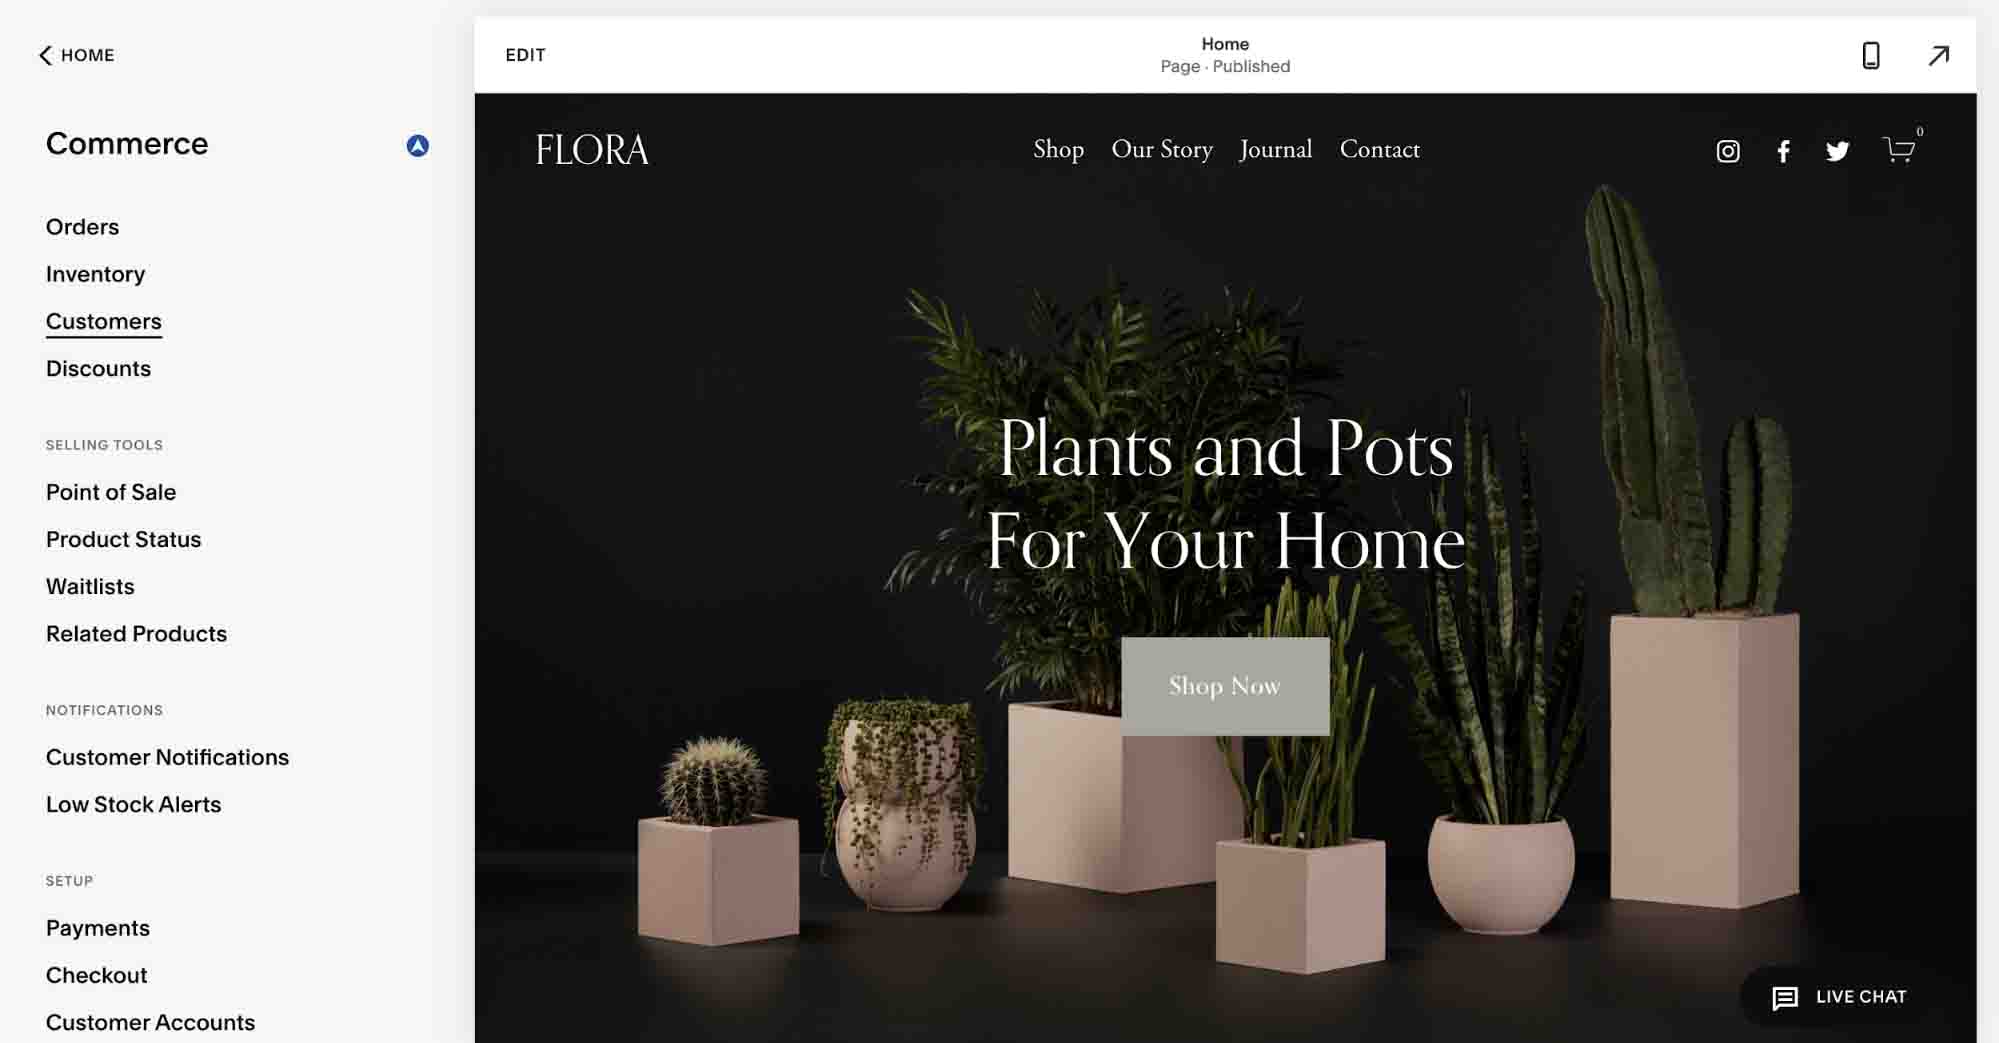 HOME
Commerce
Orders
Inventory
Customers
Discounts
SELLING TOOLS
Point of Sale
Product Status
Waitlists
Related Products
NOTIFICATIONS
Customer Notifications
Low Stock Alerts
SETUP
Payments
Checkout
Customer Accounts
EDIT
Home
Page · Published
FLORA
Shop Our Story Journal Contact
0
Plants and Pots
For Your Home
Shop Now
LIVE CHAT